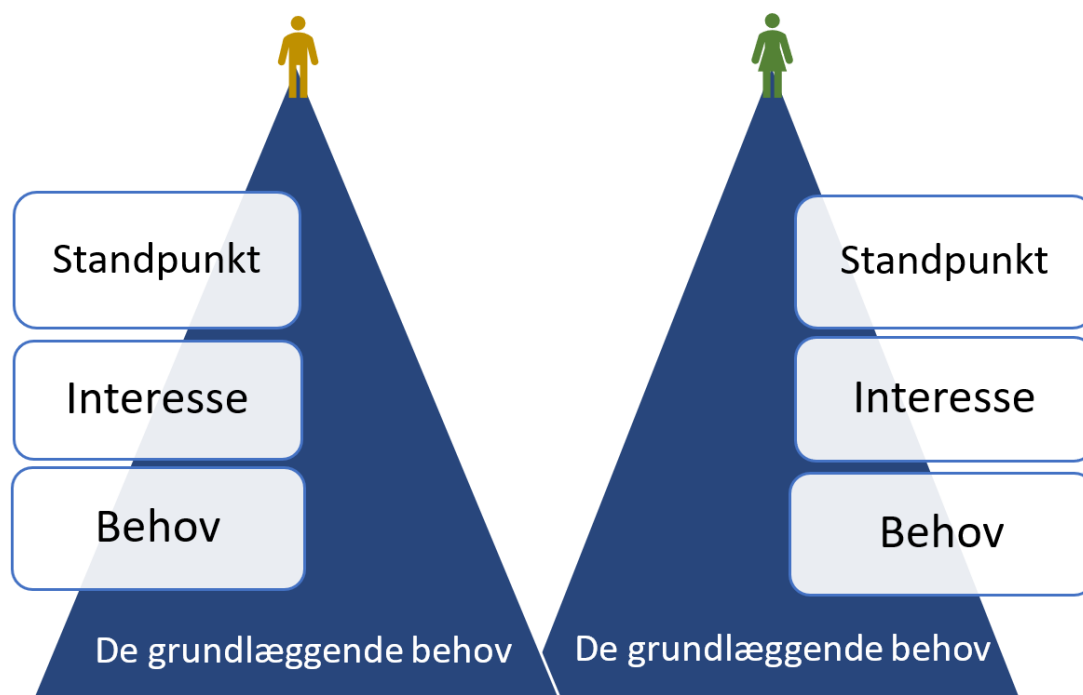 Standpunkt
Interesse
Behov
De grundlæggende behov
Standpunkt
Interesse
Behov
De grundlæggende behov